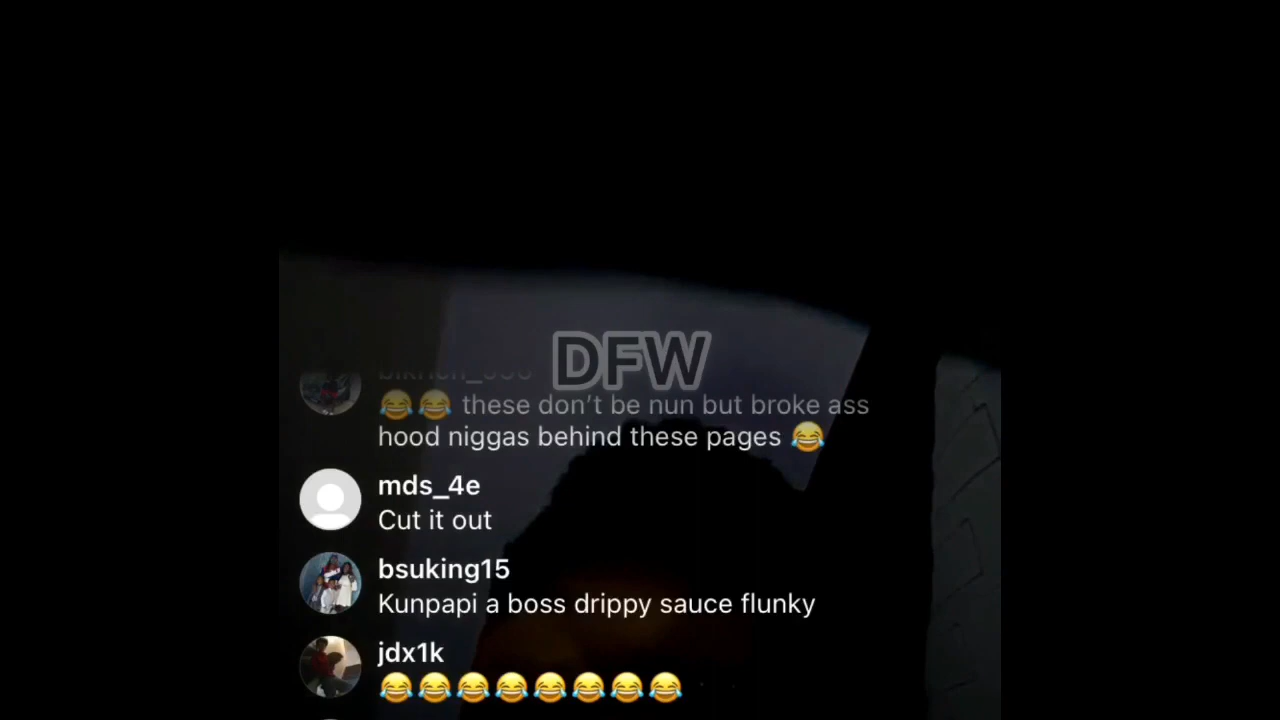 DFW
😂😂 these don’t be nun but broke ass
hood niggas behind these pages 😂
mds_4e
Cut it out
bsuking15
Kunpapi a boss drippy sauce flunky
jdx1k
😂😂😂😂😂😂😂😂